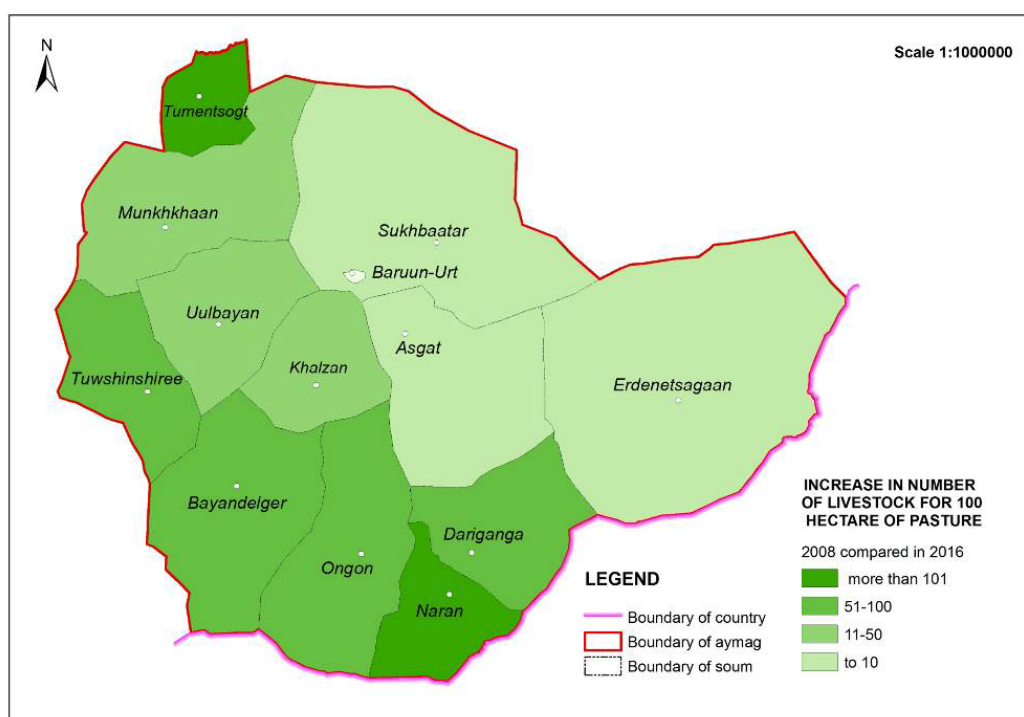 N
Scale 1:1000000
Tumentsogt
Munkhkhaan
Sukhbaatar
Baruun-Urt
Uulbayan
Asgat
Khalzan
Tuwshinshiree
Erdenetsagaan
Bayandelger
Dariganga
Ongon
Naran
INCREASE IN NUMBER
OF LIVESTOCK FOR 100
HECTARE OF PASTURE
2008 compared in 2016
more than 101
51-100
11-50
to 10
LEGEND
Boundary of country
Boundary of aymag
Boundary of soum